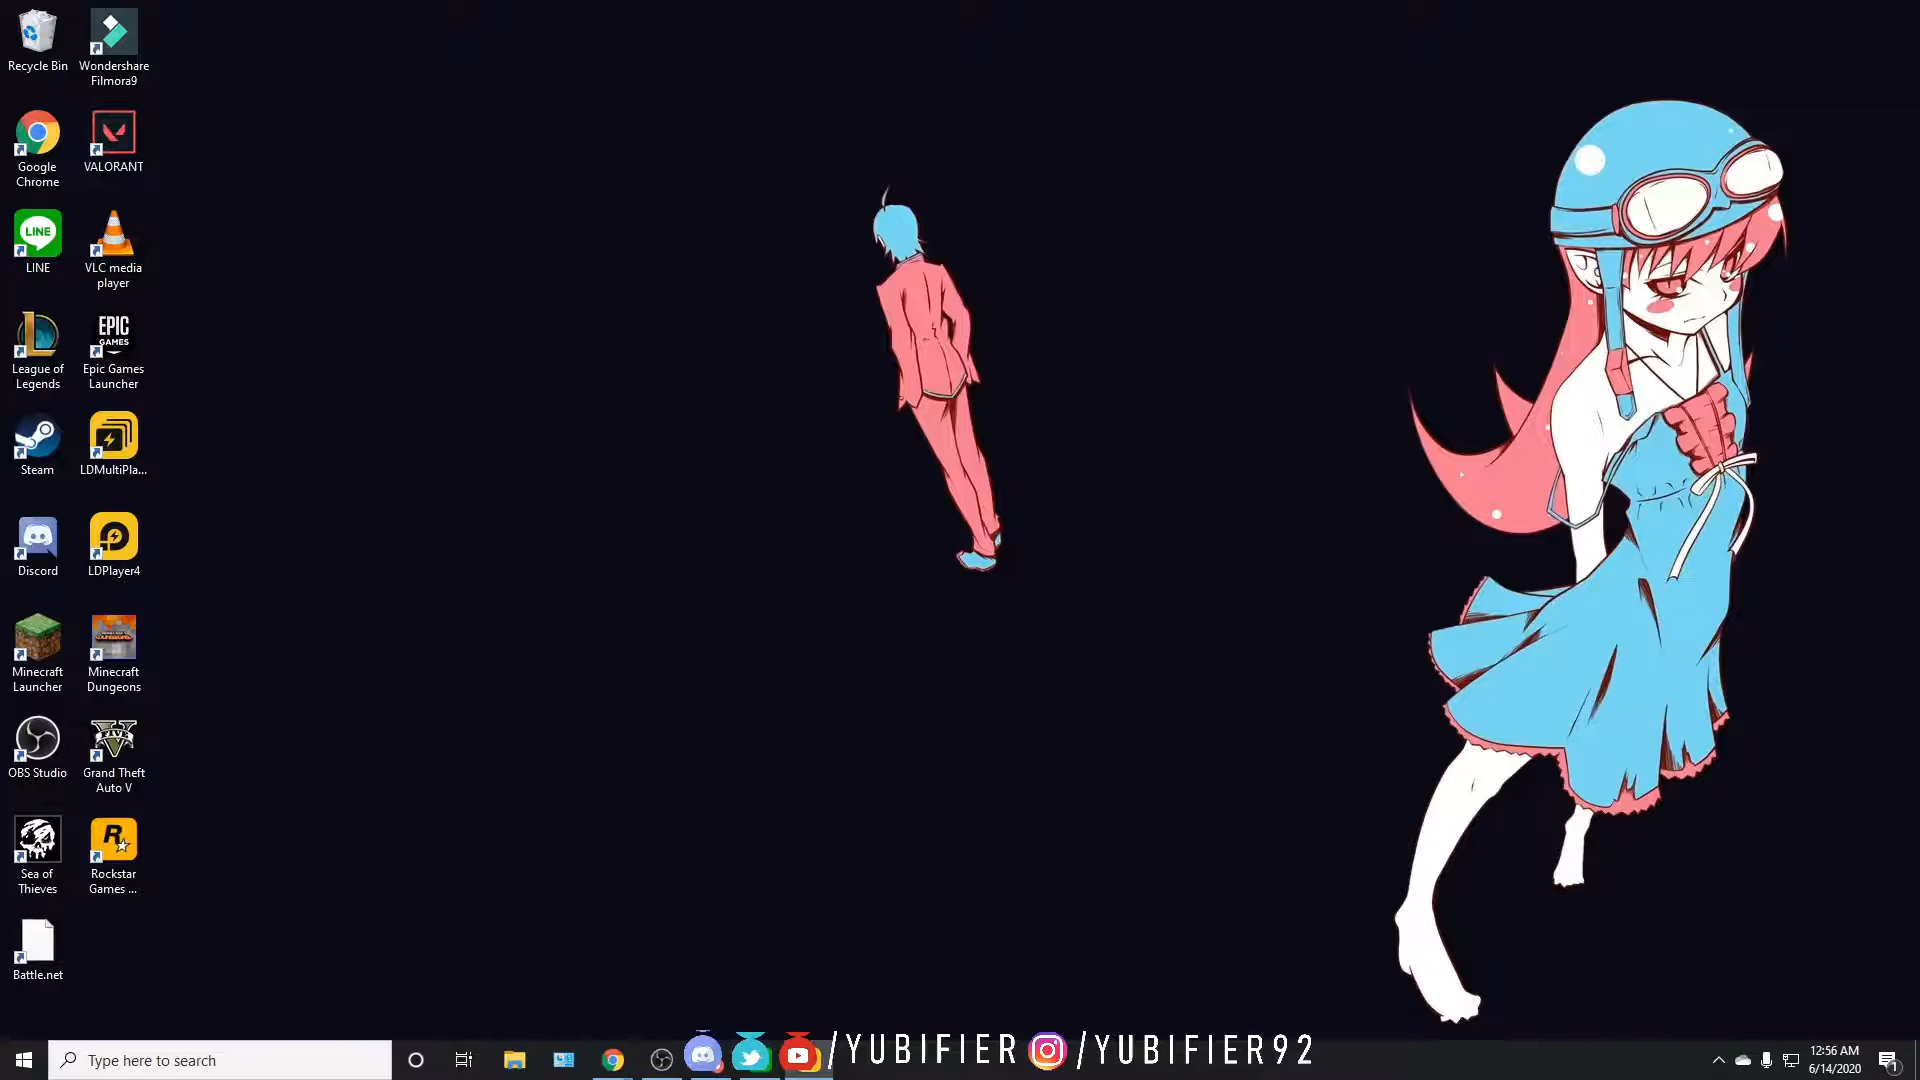 Recycle Bin
Wondershare
Filmora9
Google
Chrome
VALORANT
LINE
LINE
VLC media
player
League of
Legends
EPIC
GAMES
Epic Games
Launcher
Steam
LDMultiPla...
Discord
LDPlayer4
Minecraft
Launcher
Minecraft
Dungeons
OBS Studio
FIVE
Grand Theft
Auto V
Sea of
Thieves
R
Rockstar
Games ...
Battle.net
Type here to search
/YUBIFIER
/YUBIFIER92
12:56 AM
6/14/2020
1